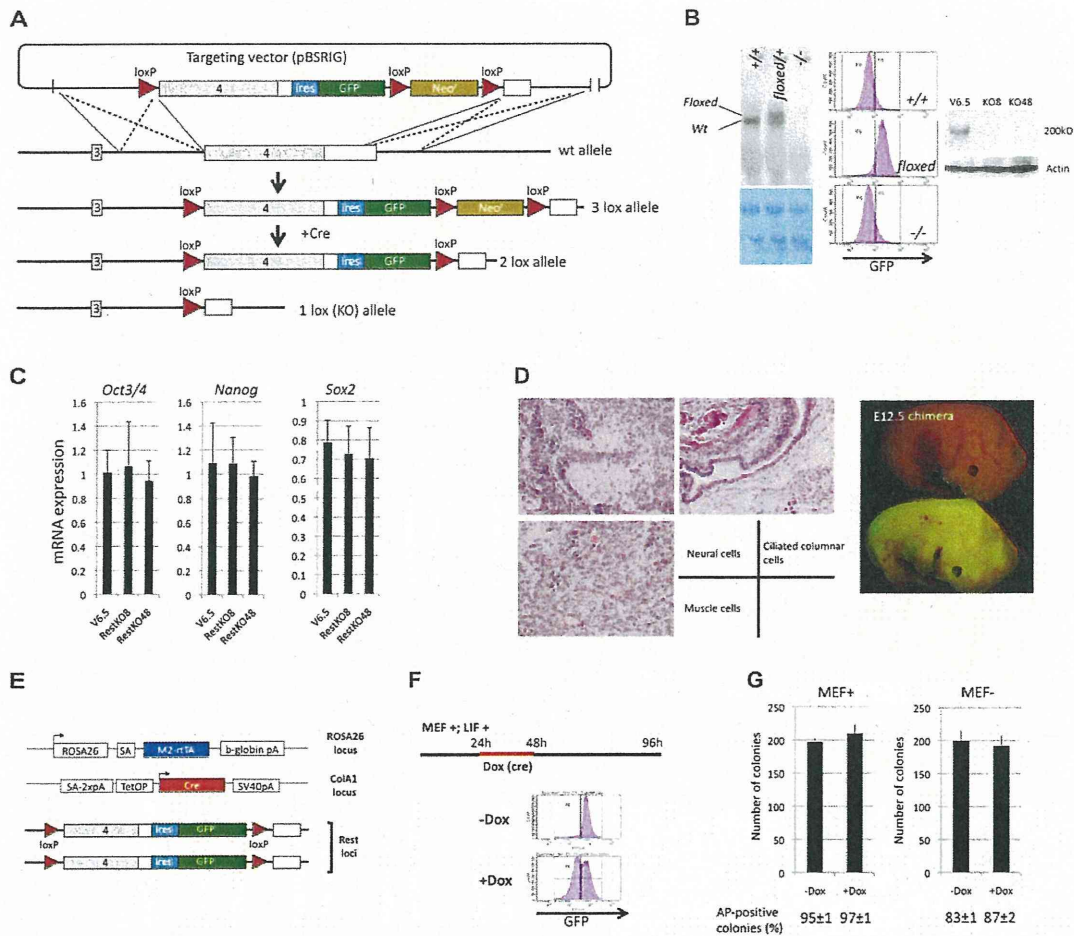 A
Targeting vector (pBSRIG)
loxP
loxP
loxP
4
ires
GFP
Neoʳ
3
4
wt allele
loxP
loxP
loxP
3
4
ires
GFP
Neoʳ
3 lox allele
+Cre
loxP
loxP
3
4
ires
GFP
2 lox allele
loxP
3
1 lox (KO) allele
B
+/+
floxed/+
-/-
Floxed
Wt
+/+
floxed
-/-
GFP
V6.5 KO8 KO48
200kD
Actin
C
Oct3/4
Nanog
Sox2
mRNA expression
1.6
1.4
1.2
1
0.8
0.6
0.4
0.2
0
1.6
1.4
1.2
1
0.8
0.6
0.4
0.2
0
1
0.9
0.8
0.7
0.6
0.5
0.4
0.3
0.2
0.1
0
V6.5
RestKO8
RestKO48
V6.5
RestKO8
RestKO48
V6.5
RestKO8
RestKO48
D
Neural cells
Ciliated columnar
cells
Muscle cells
E12.5 chimera
E
ROSA26
SA
M2-rtTA
b-globin pA
ROSA26
locus
SA-2xpA
TetOP
Cre
SV40pA
ColA1
locus
4
ires
GFP
loxP
loxP
4
ires
GFP
Rest
loci
F
MEF +; LIF +
24h
48h
96h
Dox (cre)
-Dox
+Dox
GFP
G
MEF+
MEF-
Number of colonies
250
200
150
100
50
0
-Dox
+Dox
Number of colonies
250
200
150
100
50
0
-Dox
+Dox
AP-positive
colonies (%)
95±1
97±1
83±1
87±2